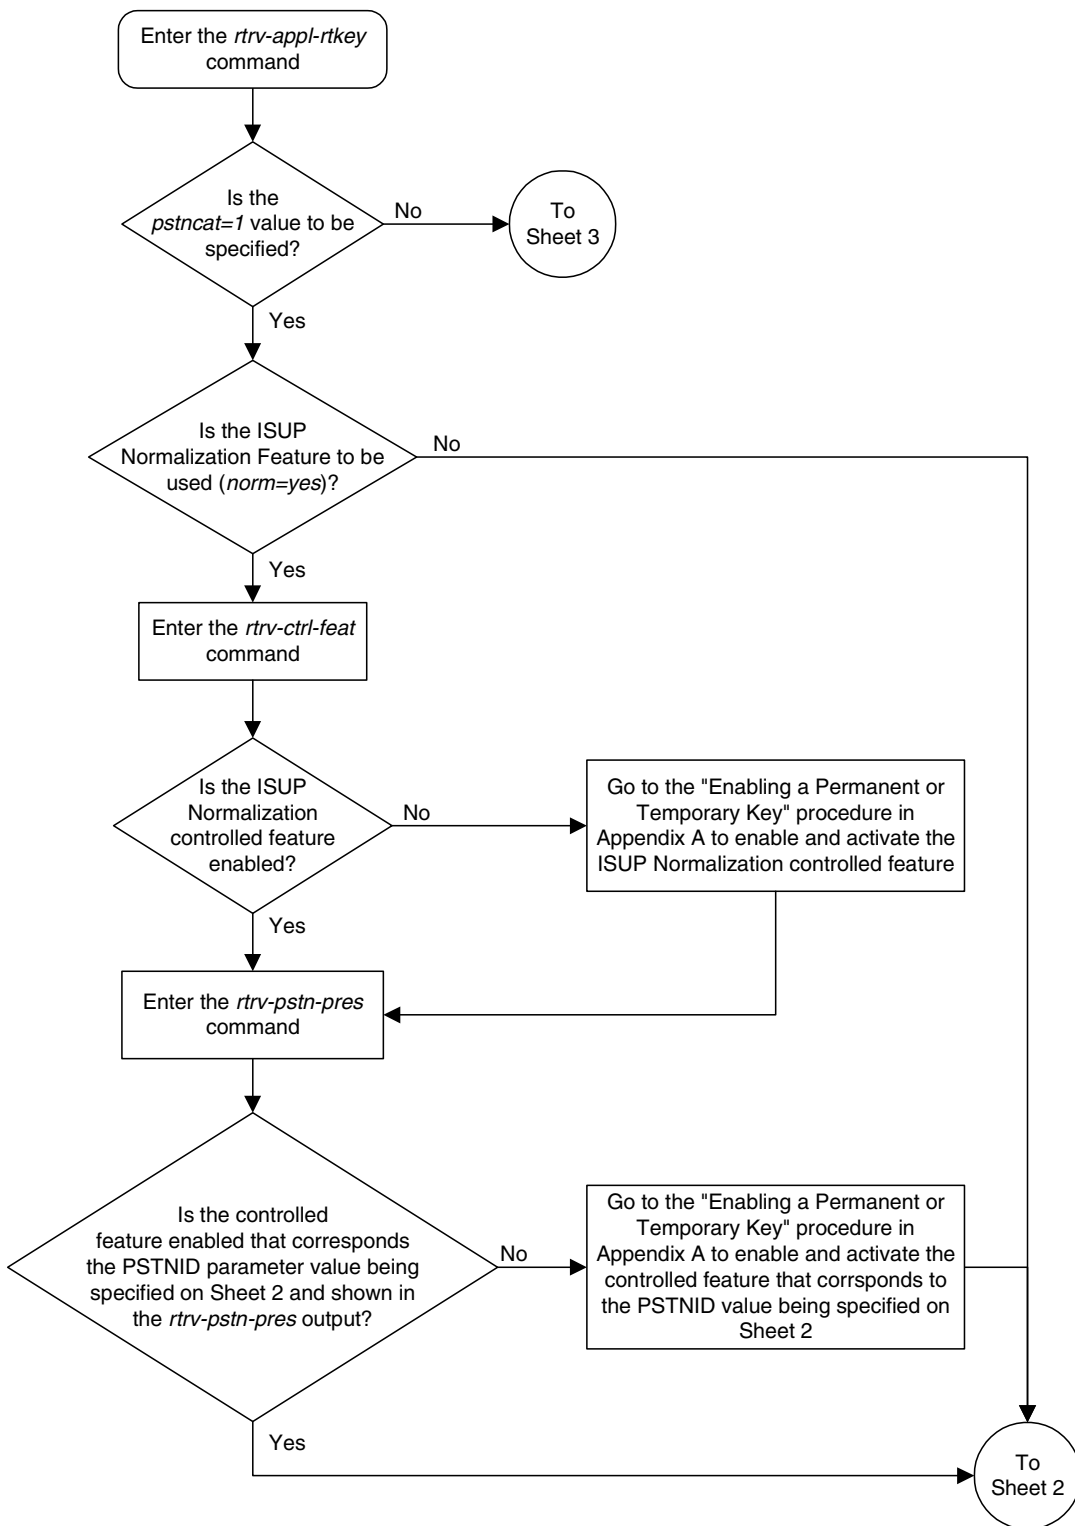 Enter the rtrv-appl-rtkey
command
Is the
pstncat=1 value to be
specified?
No
To
Sheet 3
Yes
Is the ISUP
Normalization Feature to be
used (norm=yes)?
No
Yes
Enter the rtrv-ctrl-feat
command
Is the ISUP
Normalization
controlled feature
enabled?
No
Go to the "Enabling a Permanent or
Temporary Key" procedure in
Appendix A to enable and activate the
ISUP Normalization controlled feature
Yes
Enter the rtrv-pstn-pres
command
Is the controlled
feature enabled that corresponds
the PSTNID parameter value being
specified on Sheet 2 and shown in
the rtrv-pstn-pres output?
No
Go to the "Enabling a Permanent or
Temporary Key" procedure in
Appendix A to enable and activate the
controlled feature that corrsponds to
the PSTNID value being specified on
Sheet 2
Yes
To
Sheet 2